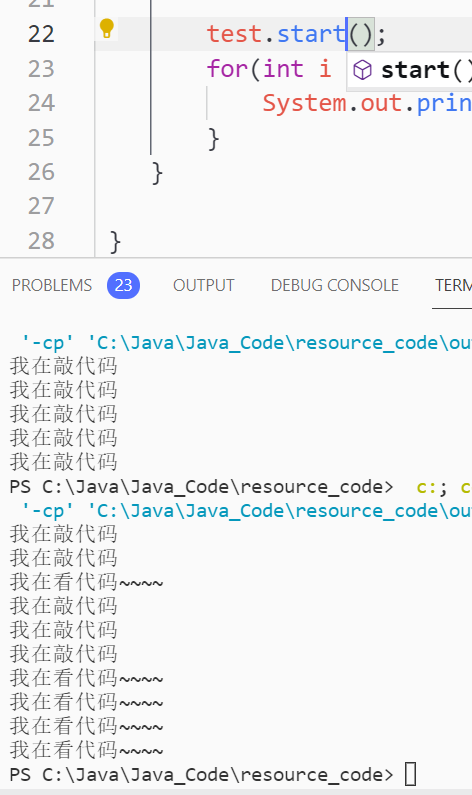 21
22 test.start();
23 for(int i start()
24 System.out.prin
25 }
26 }
27
28 }
PROBLEMS 23 OUTPUT DEBUG CONSOLE TERM
'-cp' 'C:\Java\Java_Code\resource_code\ou
我在敲代码
我在敲代码
我在敲代码
我在敲代码
我在敲代码
PS C:\Java\Java_Code\resource_code> c:; c
'-cp' 'C:\Java\Java_Code\resource_code\ou
我在敲代码
我在敲代码
我在看代码~~~~
我在敲代码
我在敲代码
我在敲代码
我在看代码~~~~
我在看代码~~~~
我在看代码~~~~
我在看代码~~~~
PS C:\Java\Java_Code\resource_code>